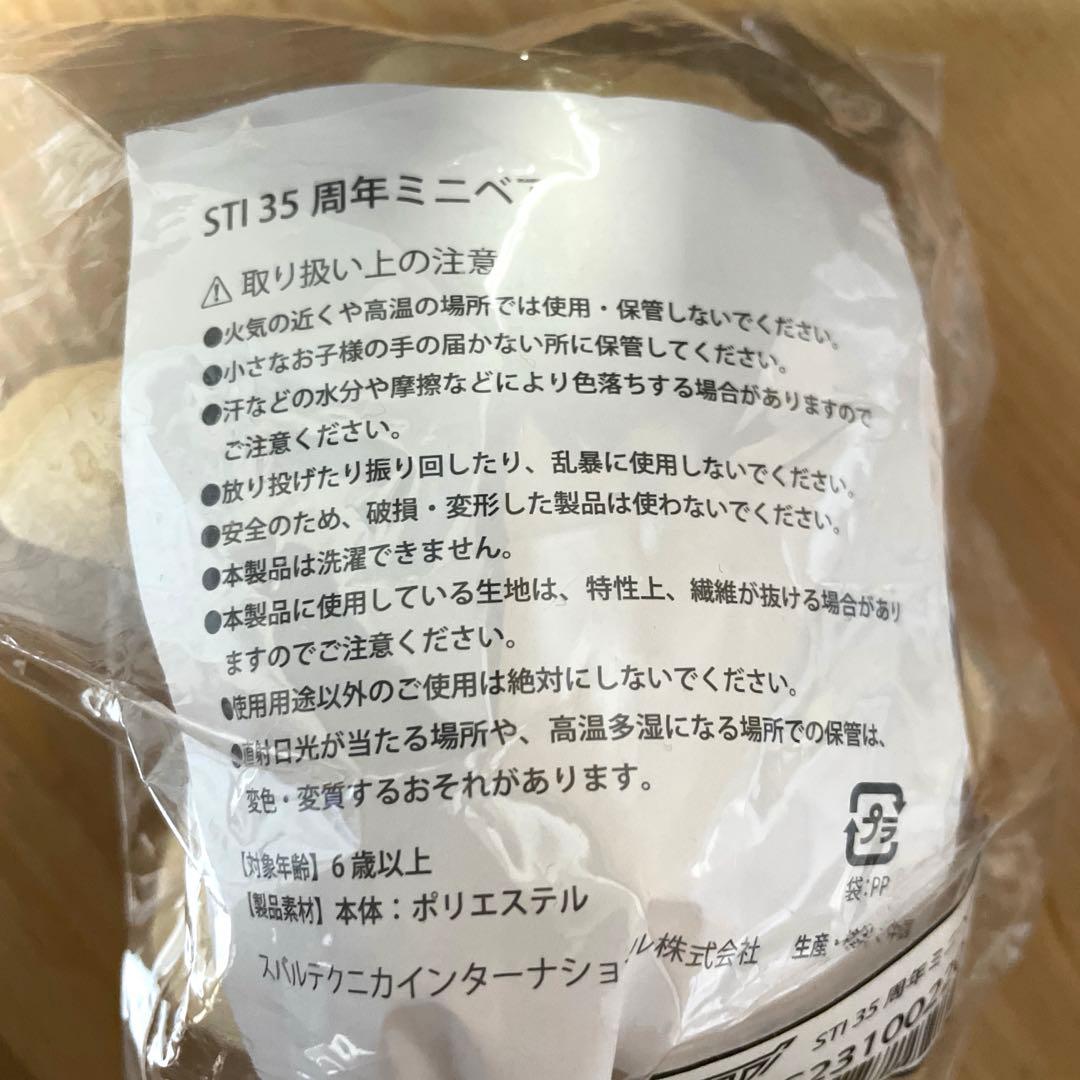 STI 35 周年ミニベ
取り扱い上の注意
●火気の近くや高温の場所では使用・保管しないでください。
●小さなお子様の手の届かない所に保管してください。
●汗などの水分や摩擦などにより色落ちする場合がありますので
ご注意ください。
●放り投げたり振り回したり、乱暴に使用しないでください。
●安全のため、破損・変形した製品は使わないでください。
●本製品は洗濯できません。
●本製品に使用している生地は、特性上、繊維が抜ける場合があり
ますのでご注意ください。
●使用用途以外のご使用は絶対にしないでください。
●直射日光が当たる場所や、高温多湿になる場所での保管は、
変色・変質するおそれがあります。
【対象年齢】6 歳以上
【製品素材】本体：ポリエステル
プラ
袋:PP
スバルテクニカインターナショ ル株式会社 生産
STI 35 周年ミ